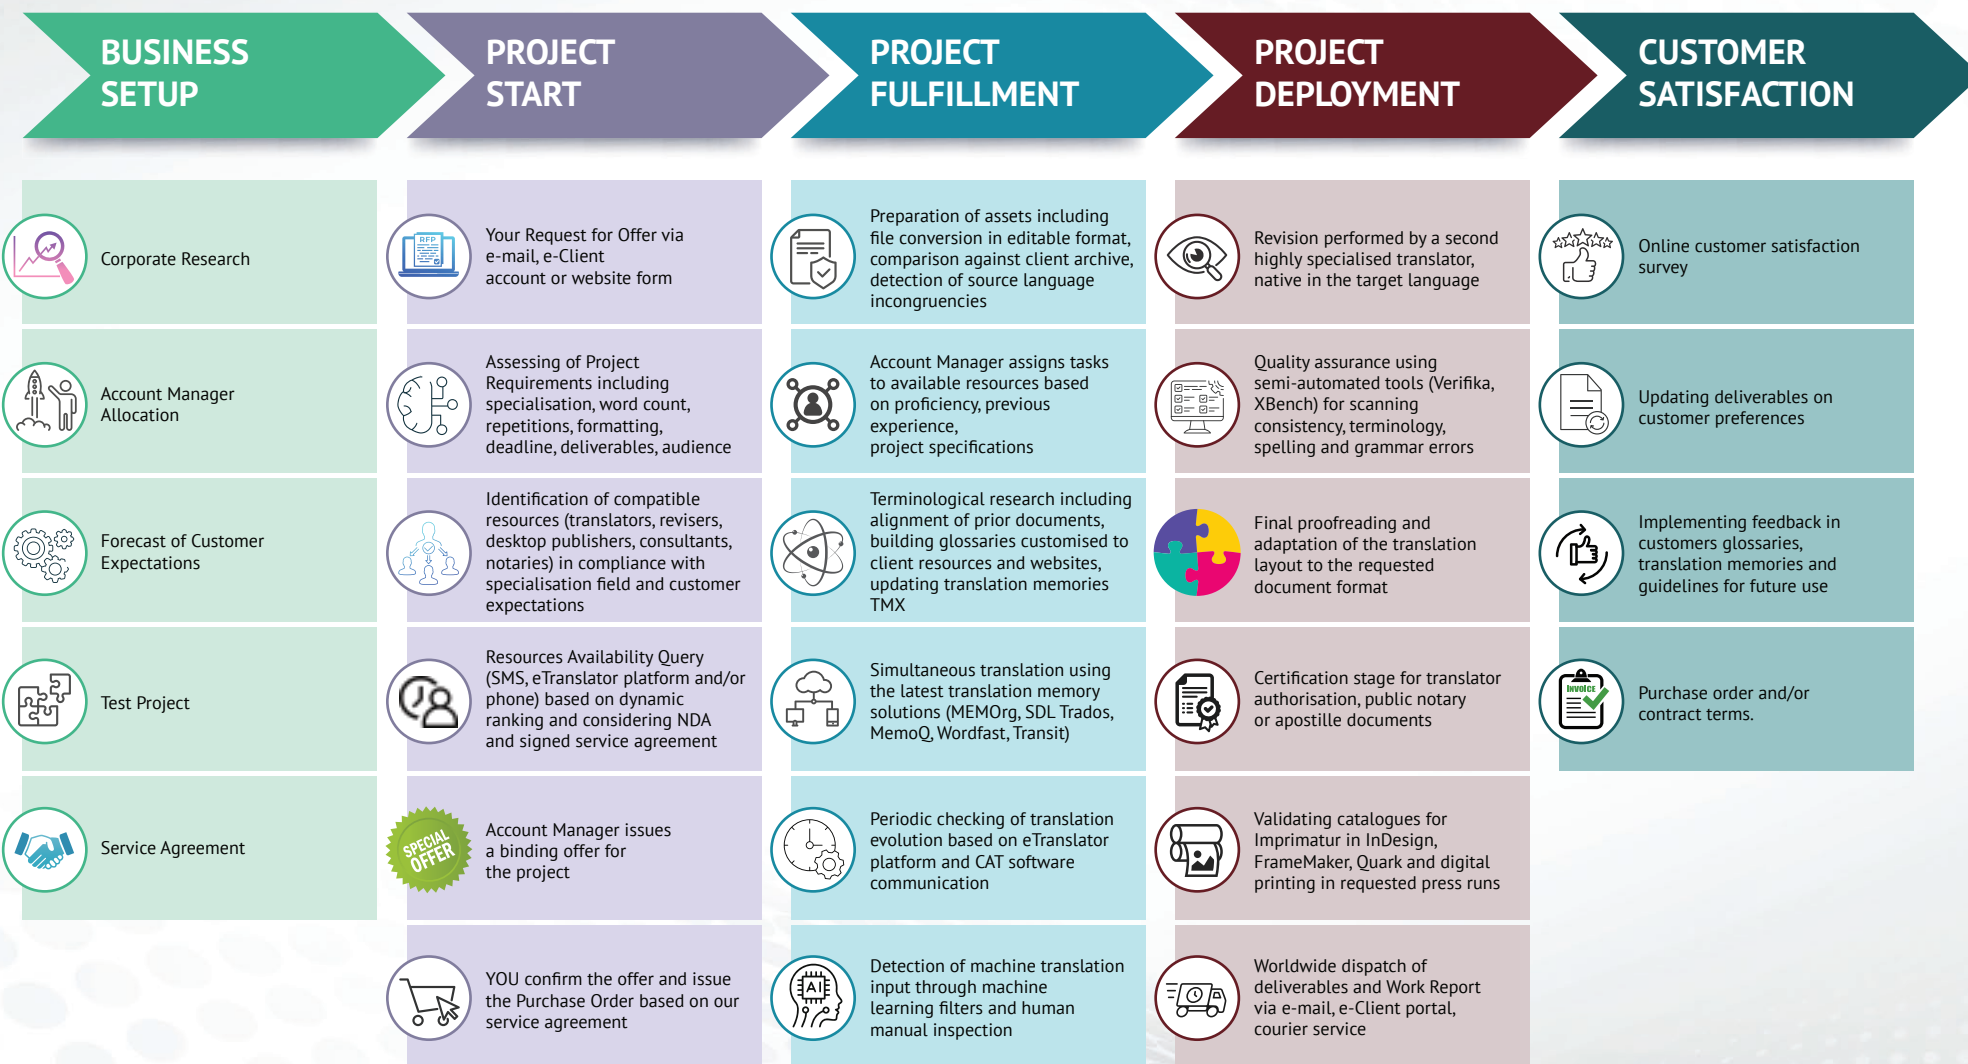 BUSINESS
SETUP
PROJECT
START
PROJECT
FULFILLMENT
PROJECT
DEPLOYMENT
CUSTOMER
SATISFACTION
Corporate Research
Account Manager
Allocation
Forecast of Customer
Expectations
Test Project
Service Agreement
RFP
Your Request for Offer via
e-mail, e-Client
account or website form
Assessing of Project
Requirements including
specialisation, word count,
repetitions, formatting,
deadline, deliverables, audience
Identification of compatible
resources (translators, revisers,
desktop publishers, consultants,
notaries) in compliance with
specialisation field and customer
expectations
Resources Availability Query
(SMS, eTranslator platform and/or
phone) based on dynamic
ranking and considering NDA
and signed service agreement
SPECIAL
OFFER
Account Manager issues
a binding offer for
the project
YOU confirm the offer and issue
the Purchase Order based on our
service agreement
Preparation of assets including
file conversion in editable format,
comparison against client archive,
detection of source language
incongruencies
Account Manager assigns tasks
to available resources based
on proficiency, previous
experience,
project specifications
Terminological research including
alignment of prior documents,
building glossaries customised to
client resources and websites,
updating translation memories
TMX
Simultaneous translation using
the latest translation memory
solutions (MEMOrg, SDL Trados,
MemoQ, Wordfast, Transit)
Periodic checking of translation
evolution based on eTranslator
platform and CAT software
communication
AI
Detection of machine translation
input through machine
learning filters and human
manual inspection
Revision performed by a second
highly specialised translator,
native in the target language
Quality assurance using
semi-automated tools (Verifika,
XBench) for scanning
consistency, terminology,
spelling and grammar errors
Final proofreading and
adaptation of the translation
layout to the requested
document format
Certification stage for translator
authorisation, public notary
or apostille documents
Validating catalogues for
Imprimatur in InDesign,
FrameMaker, Quark and digital
printing in requested press runs
Worldwide dispatch of
deliverables and Work Report
via e-mail, e-Client portal,
courier service
Online customer satisfaction
survey
Updating deliverables on
customer preferences
Implementing feedback in
customers glossaries,
translation memories and
guidelines for future use
INVOICE
Purchase order and/or
contract terms.